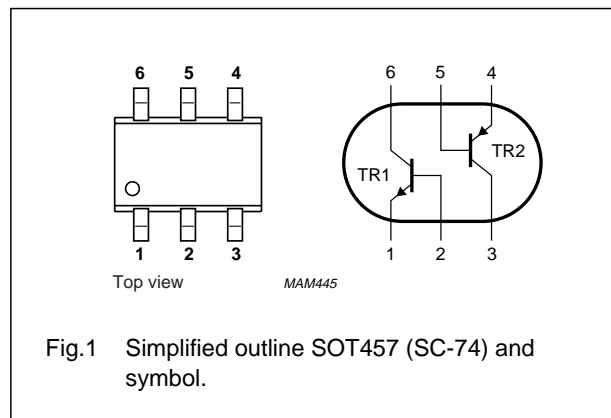 6 5 4
6 5 4
TR2
TR1
1 2 3
1 2 3
Top view
MAM445
Fig.1 Simplified outline SOT457 (SC-74) and
symbol.